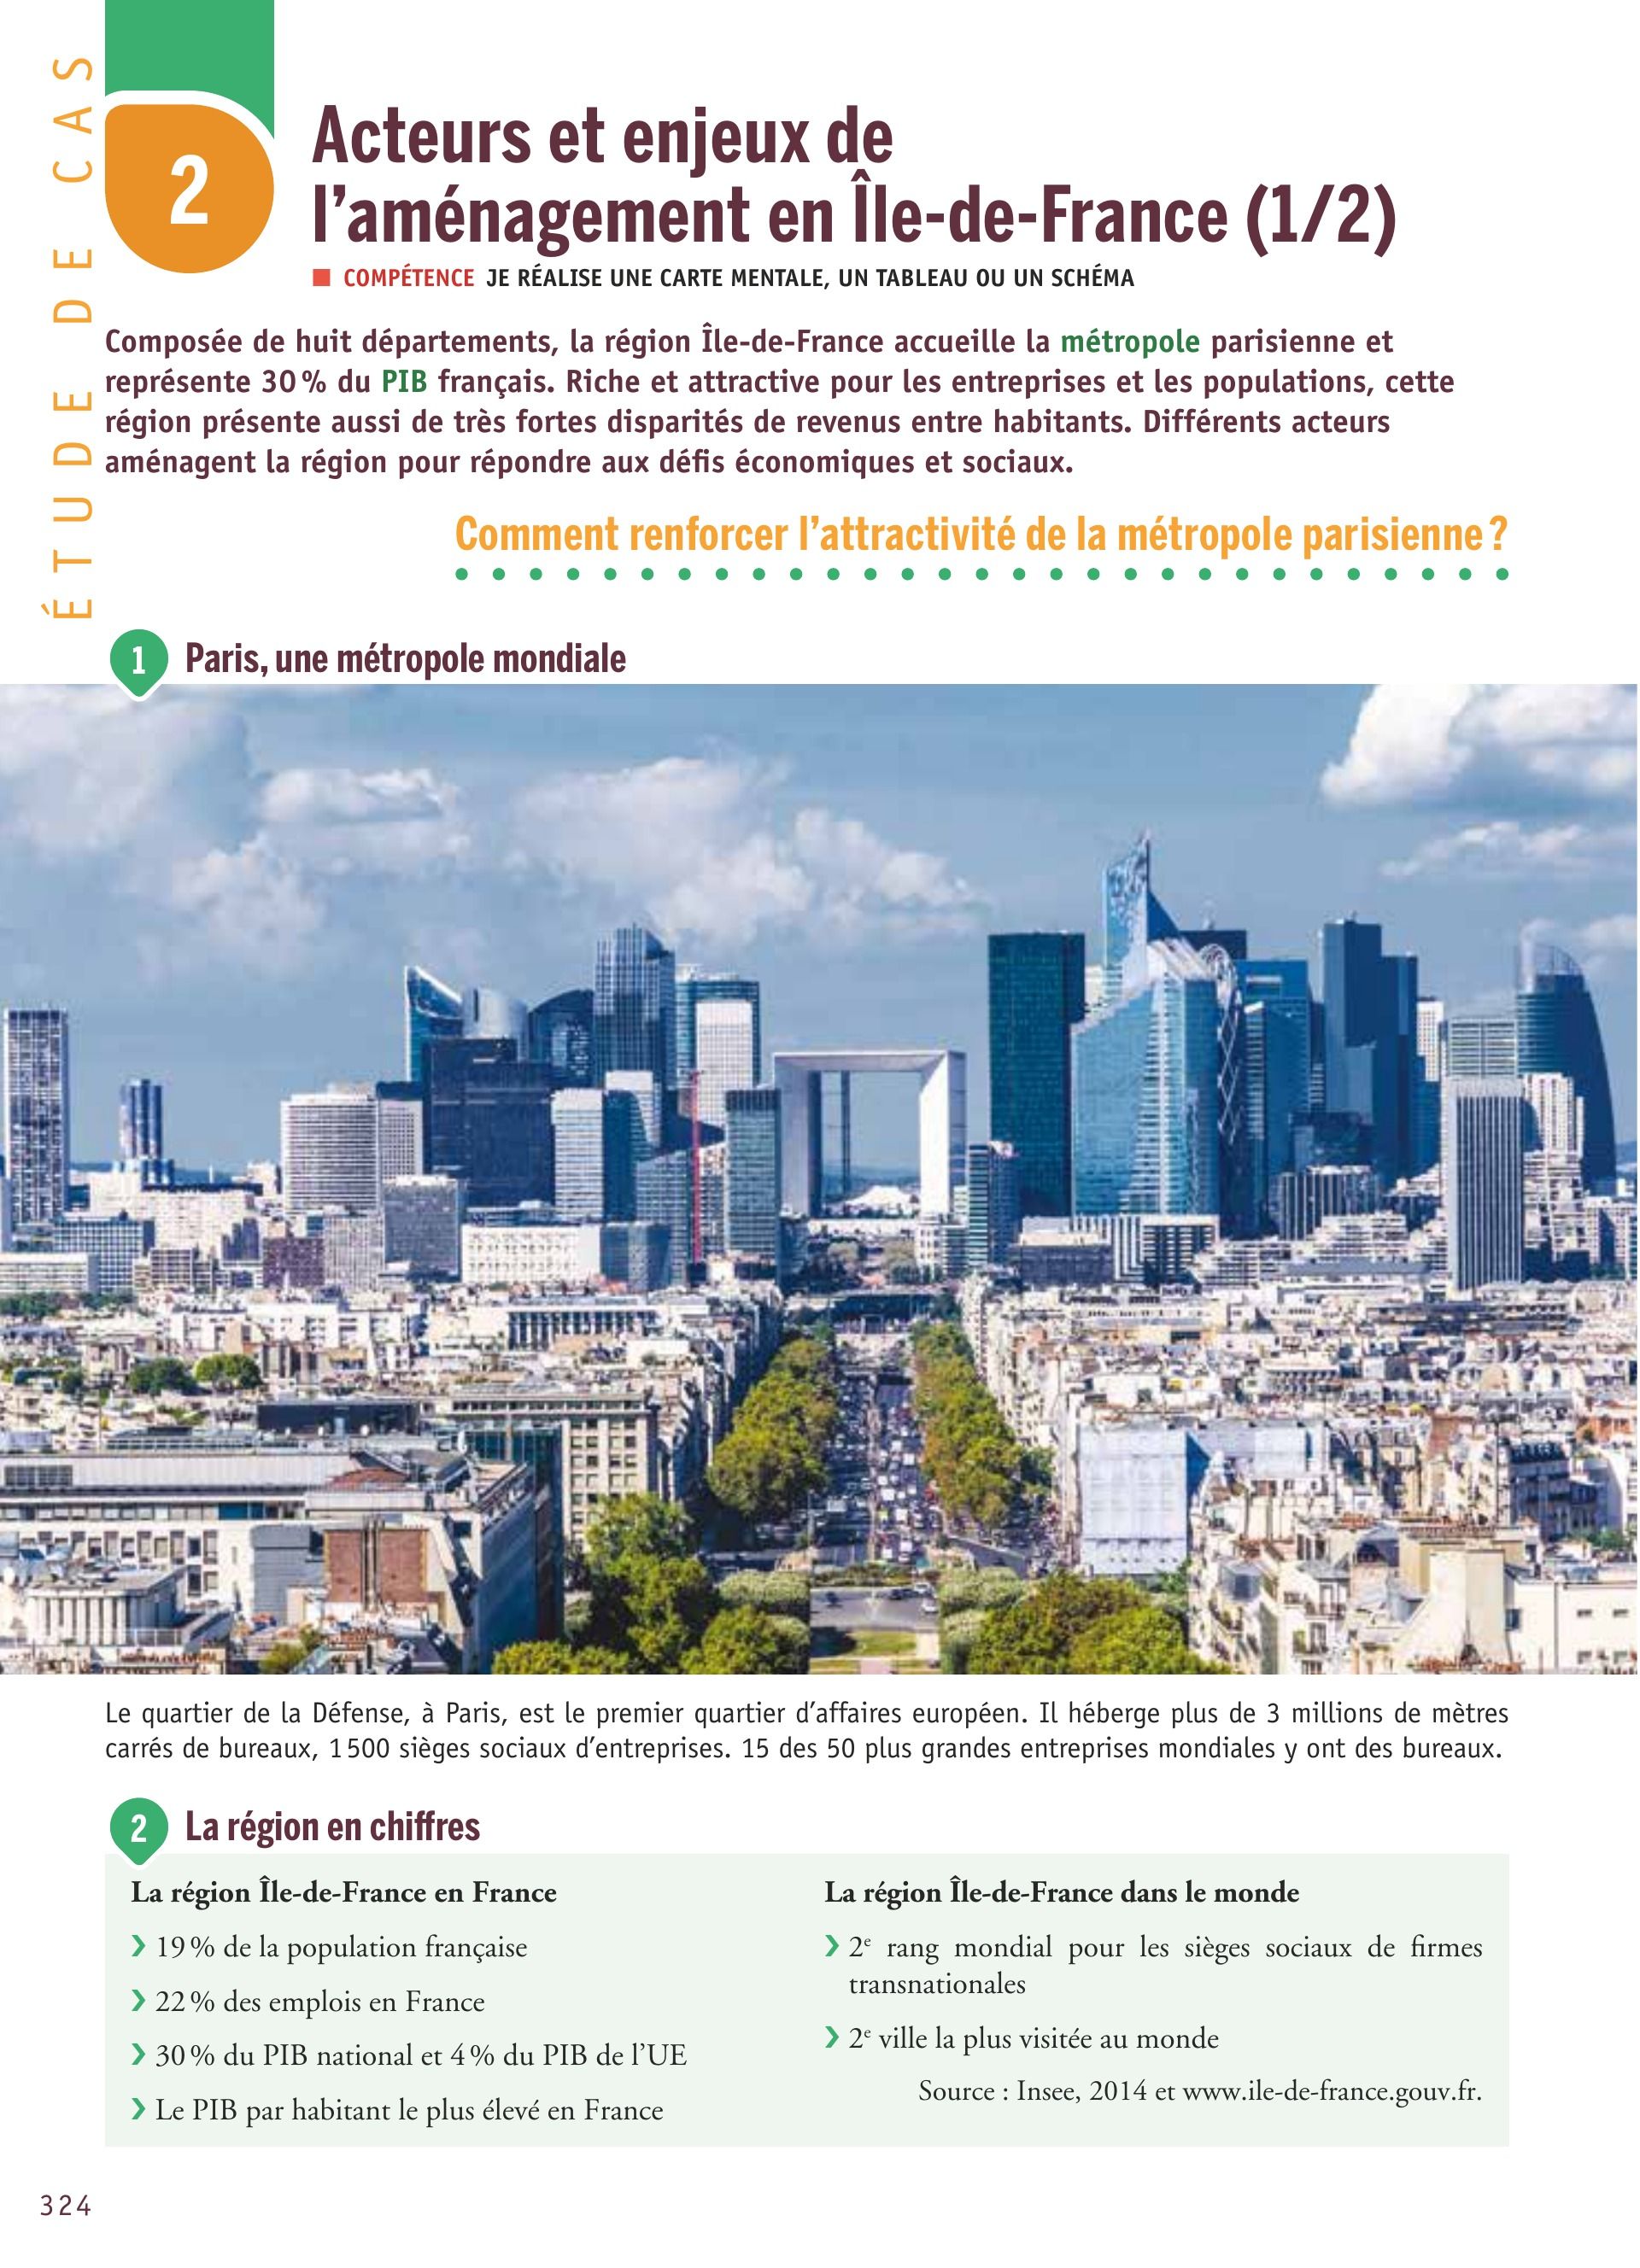 ÉTUDE DE CAS
2
Acteurs et enjeux de
l'aménagement en Île-de-France (1/2)
COMPÉTENCE JE RÉALISE UNE CARTE MENTALE, UN TABLEAU OU UN SCHÉMA
Composée de huit départements, la région Île-de-France accueille la métropole parisienne et
représente 30 % du PIB français. Riche et attractive pour les entreprises et les populations, cette
région présente aussi de très fortes disparités de revenus entre habitants. Différents acteurs
aménagent la région pour répondre aux défis économiques et sociaux.
Comment renforcer l'attractivité de la métropole parisienne ?
1 Paris, une métropole mondiale
Le quartier de la Défense, à Paris, est le premier quartier d'affaires européen. Il héberge plus de 3 millions de mètres
carrés de bureaux, 1 500 sièges sociaux d'entreprises. 15 des 50 plus grandes entreprises mondiales y ont des bureaux.
2 La région en chiffres
La région Île-de-France en France
❯ 19 % de la population française
❯ 22 % des emplois en France
❯ 30 % du PIB national et 4 % du PIB de l'UE
❯ Le PIB par habitant le plus élevé en France
La région Île-de-France dans le monde
❯ 2e rang mondial pour les sièges sociaux de firmes
transnationales
❯ 2e ville la plus visitée au monde
Source : Insee, 2014 et www.ile-de-france.gouv.fr.
324